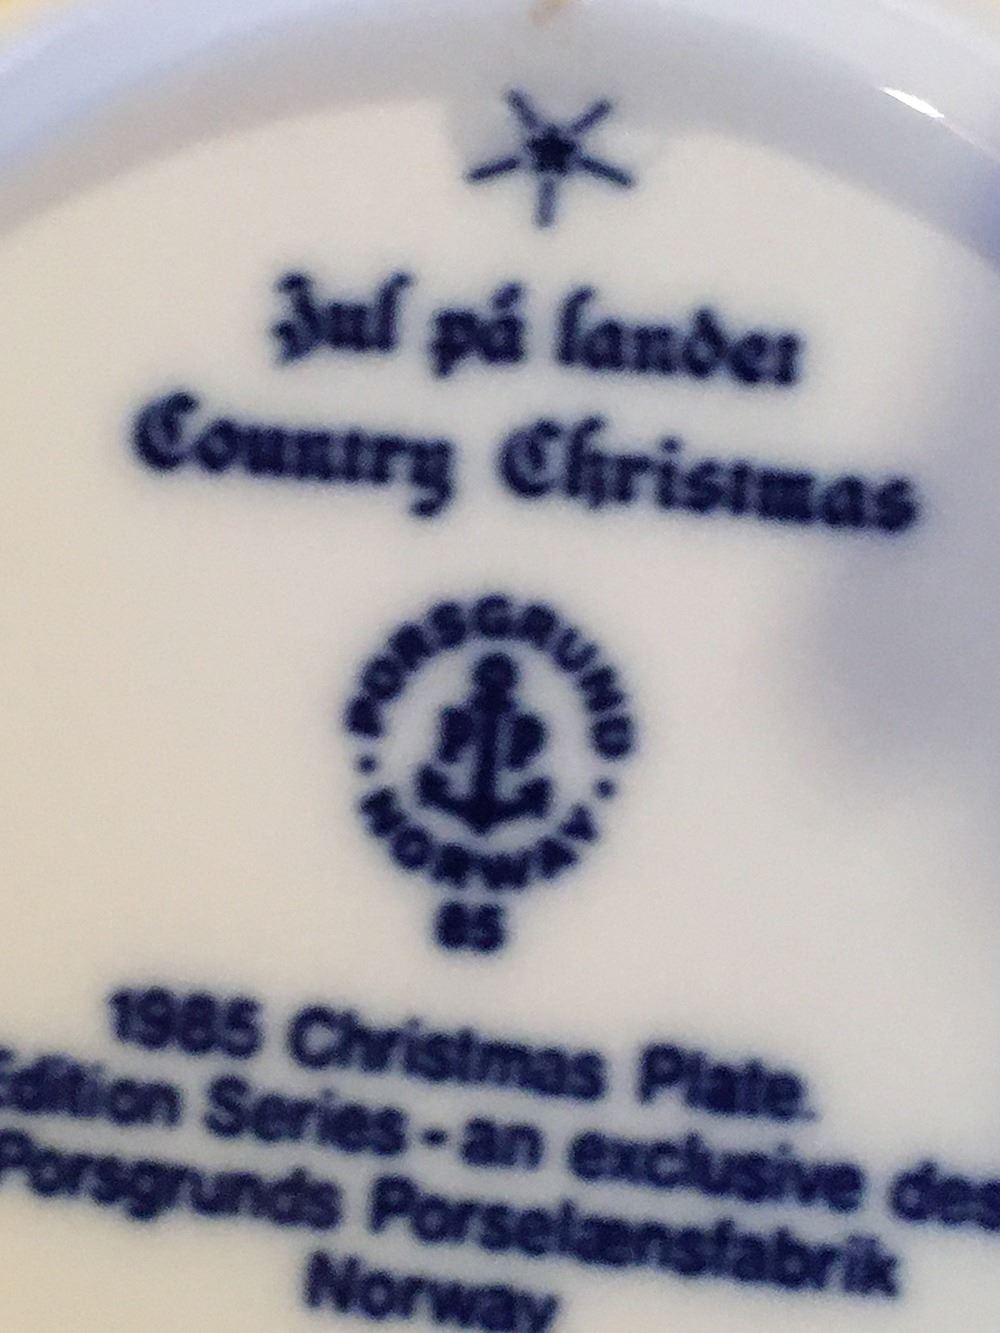 Jul på landet
Country Christmas
PORSGRUND
PP
· NORWAY ·
85
1985 Christmas Plate.
Edition Series - an exclusive des
Porsgrunds Porselænsfabrik
Norway